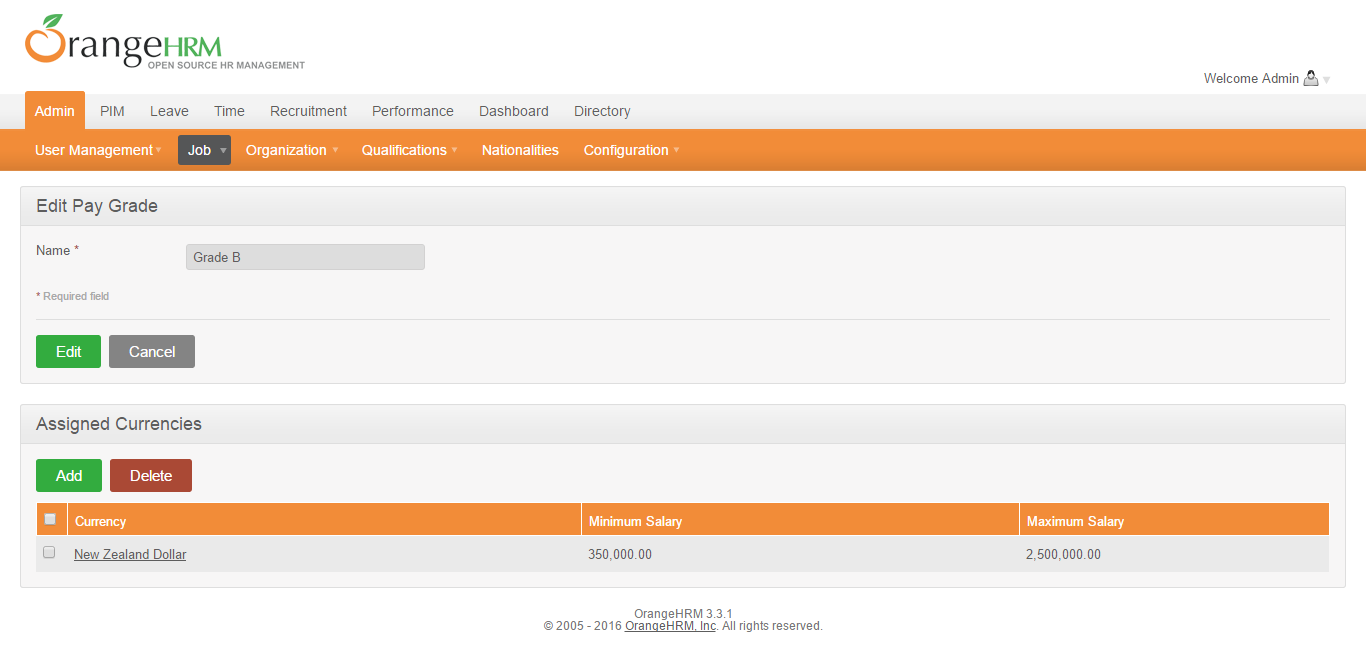 OrangeHRM
OPEN SOURCE HR MANAGEMENT
Welcome Admin
Admin PIM Leave Time Recruitment Performance Dashboard Directory
User Management Job Organization Qualifications Nationalities Configuration
Edit Pay Grade
Name * Grade B
* Required field
Edit Cancel
Assigned Currencies
Add Delete
Currency Minimum Salary Maximum Salary
New Zealand Dollar 350,000.00 2,500,000.00
OrangeHRM 3.3.1
© 2005 - 2016 OrangeHRM, Inc. All rights reserved.